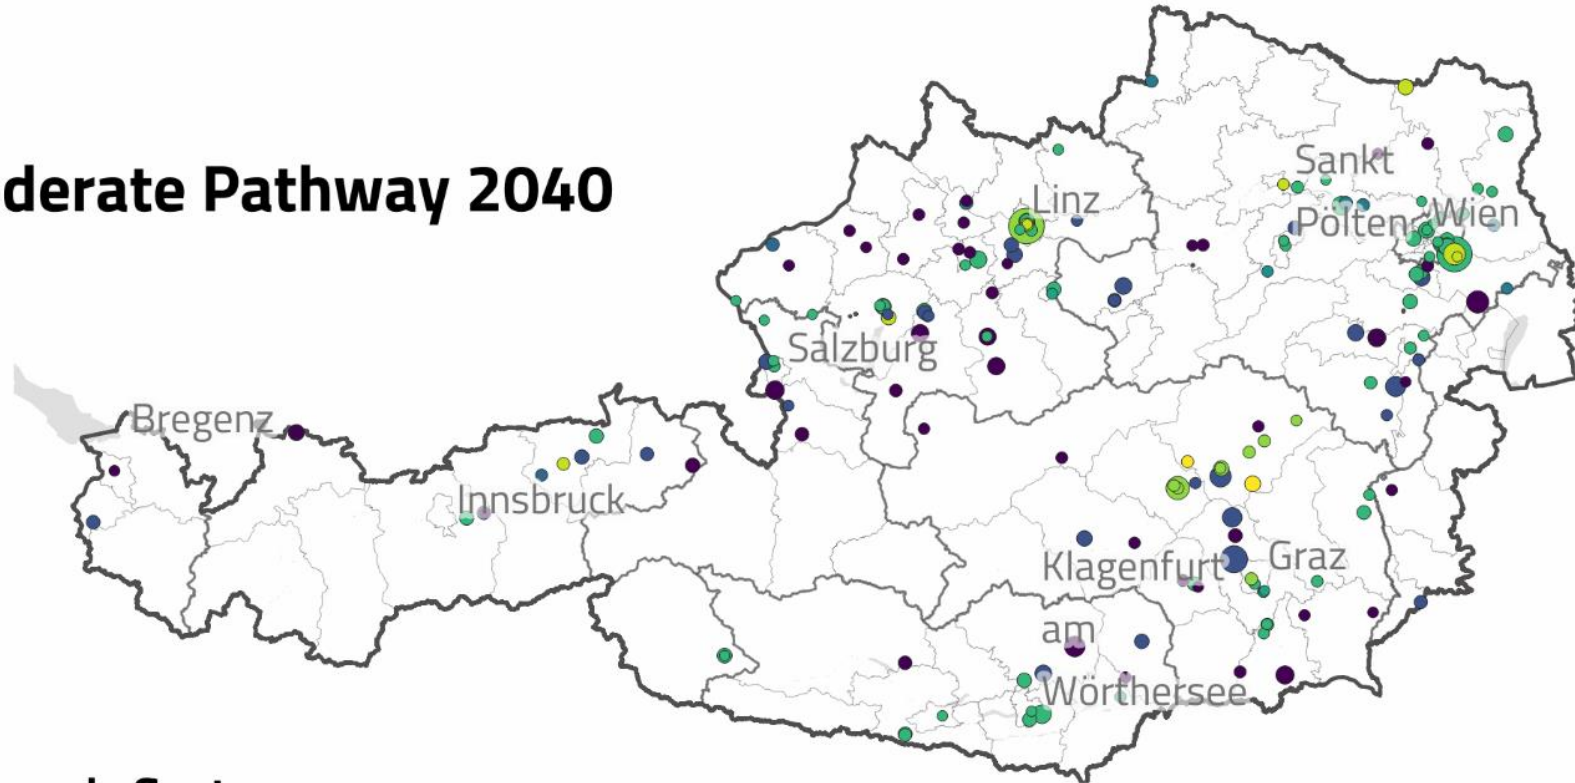 derate Pathway 2040
Sankt
Pölten
Wien
Linz
Salzburg
Bregenz
Innsbruck
Klagenfurt
am
Wörthersee
Graz